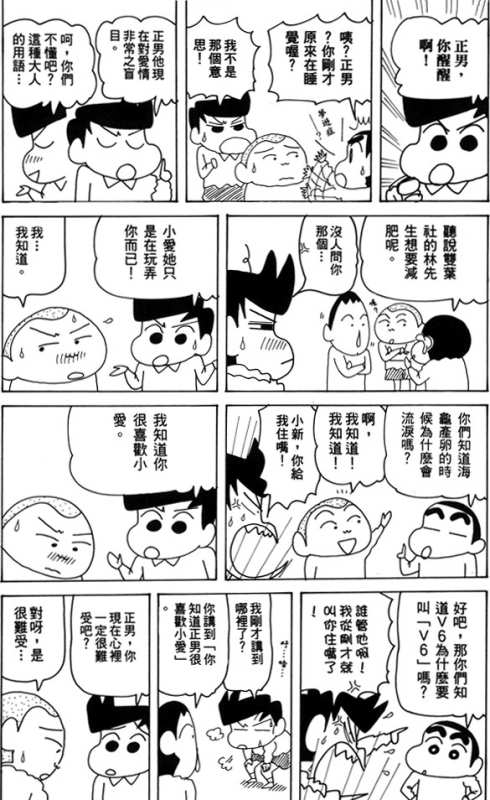 正男，
你醒醒
啊！
咦？正男
？你剛才
原來在睡
覺喔？
夢遊症
我不是
那個意
思！
正男他現
在對愛情
非常之盲
目。
呵，你們
不懂吧？
這種大人
的用語…
聽說雙葉
社的林先
生想要減
肥呢。
沒人問你
那個…
小愛她只
是在玩弄
你而已！
我…
我知道。
你們知道海
龜產卵的時
候為什麼會
流淚嗎？
啊，
我知道！
我知道！
小新，你給
我住嘴！
我知道你
很喜歡小
愛。
好吧，那你們知
道V6為什麼要
叫「V6」嗎？
誰管他啊！
我從剛才就
叫你住嘴了
！
呼…呼…
我剛才講到
哪裡了？
你講到「你
知道正男很
喜歡小愛」
正男，你
現在心裡
一定很難
受吧？
對呀，是
很難受…